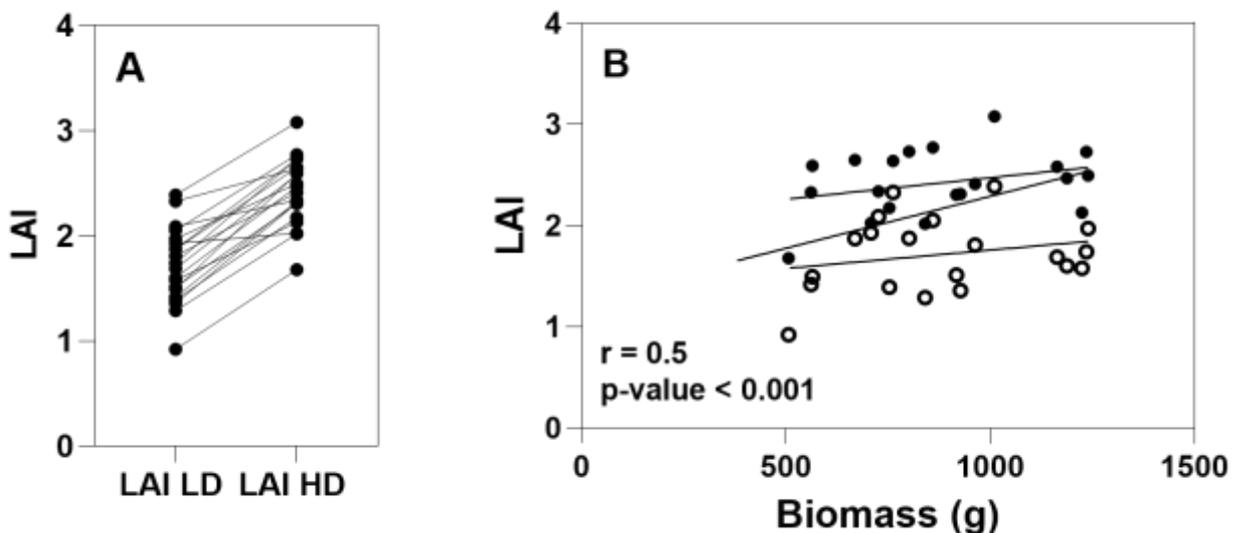 A
LAI
4
3
2
1
0
LAI LD LAI HD
B
LAI
4
3
2
1
0
r = 0.5
p-value < 0.001
0 500 1000 1500
Biomass (g)